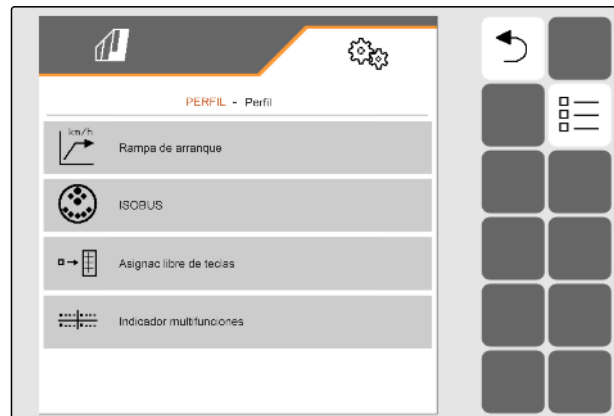 PERFIL - Perfil
km/h
Rampa de arranque
ISOBUS
Asignac libre de teclas
Indicador multifunciones